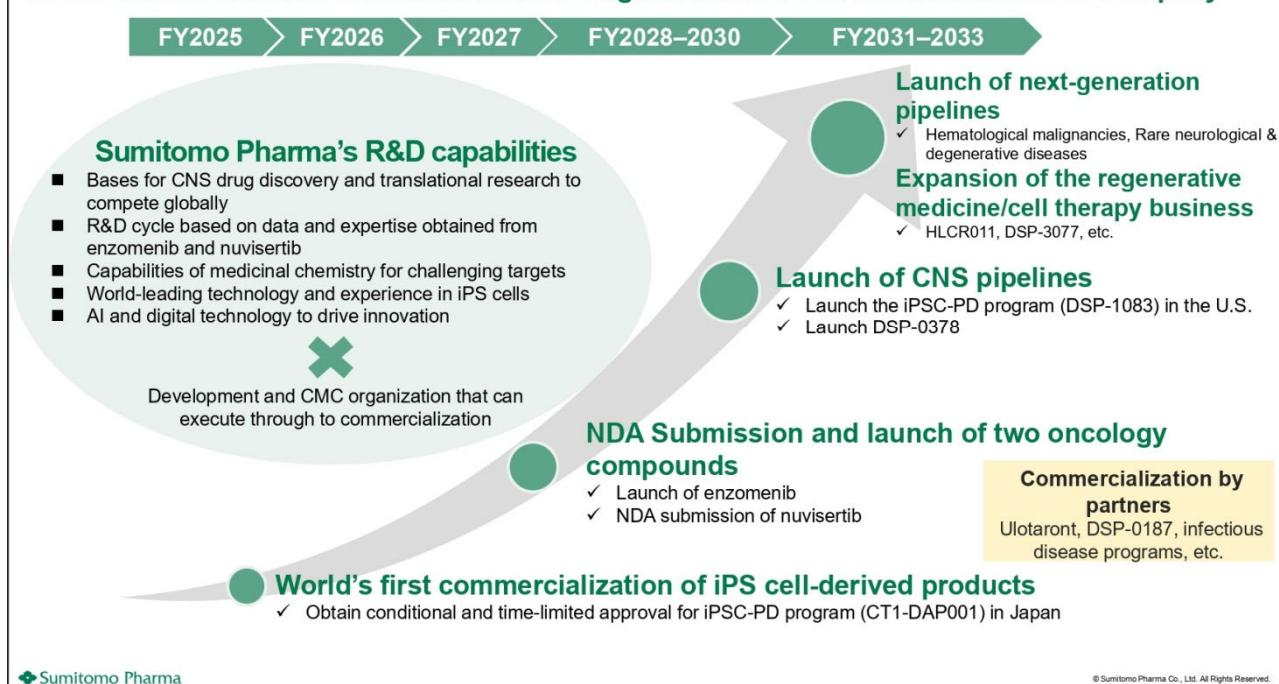 FY2025
FY2026
FY2027
FY2028–2030
FY2031–2033
Sumitomo Pharma’s R&D capabilities
■ Bases for CNS drug discovery and translational research to
compete globally
■ R&D cycle based on data and expertise obtained from
enzomenib and nuvisertib
■ Capabilities of medicinal chemistry for challenging targets
■ World-leading technology and experience in iPS cells
■ AI and digital technology to drive innovation
Development and CMC organization that can
execute through to commercialization
Launch of next-generation
pipelines
✓ Hematological malignancies, Rare neurological &
degenerative diseases
Expansion of the regenerative
medicine/cell therapy business
✓ HLCR011, DSP-3077, etc.
Launch of CNS pipelines
✓ Launch the iPSC-PD program (DSP-1083) in the U.S.
✓ Launch DSP-0378
NDA Submission and launch of two oncology
compounds
✓ Launch of enzomenib
✓ NDA submission of nuvisertib
Commercialization by
partners
Ulotaront, DSP-0187, infectious
disease programs, etc.
World’s first commercialization of iPS cell-derived products
✓ Obtain conditional and time-limited approval for iPSC-PD program (CT1-DAP001) in Japan
Sumitomo Pharma
© Sumitomo Pharma Co., Ltd. All Rights Reserved.